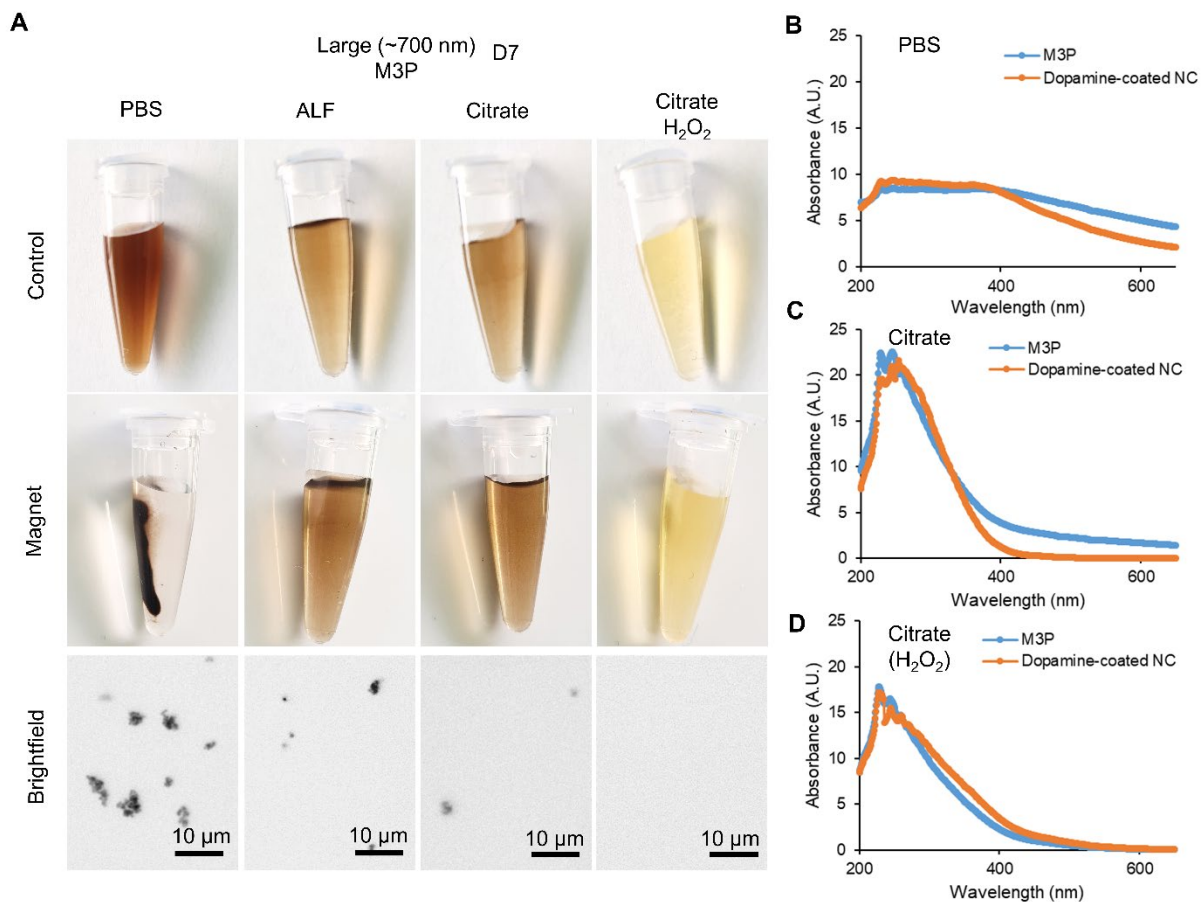 A
Large (~700 nm) D7
M3P
PBS
ALF
Citrate
Citrate
H₂O₂
Control
Magnet
Brightfield
10 µm
10 µm
10 µm
10 µm
B
PBS
M3P
Dopamine-coated NC
Absorbance (A.U.)
25
20
15
10
5
0
200
400
600
Wavelength (nm)
C
Citrate
M3P
Dopamine-coated NC
Absorbance (A.U.)
25
20
15
10
5
0
200
400
600
Wavelength (nm)
D
Citrate
(H₂O₂)
M3P
Dopamine-coated NC
Absorbance (A.U.)
25
20
15
10
5
0
200
400
600
Wavelength (nm)